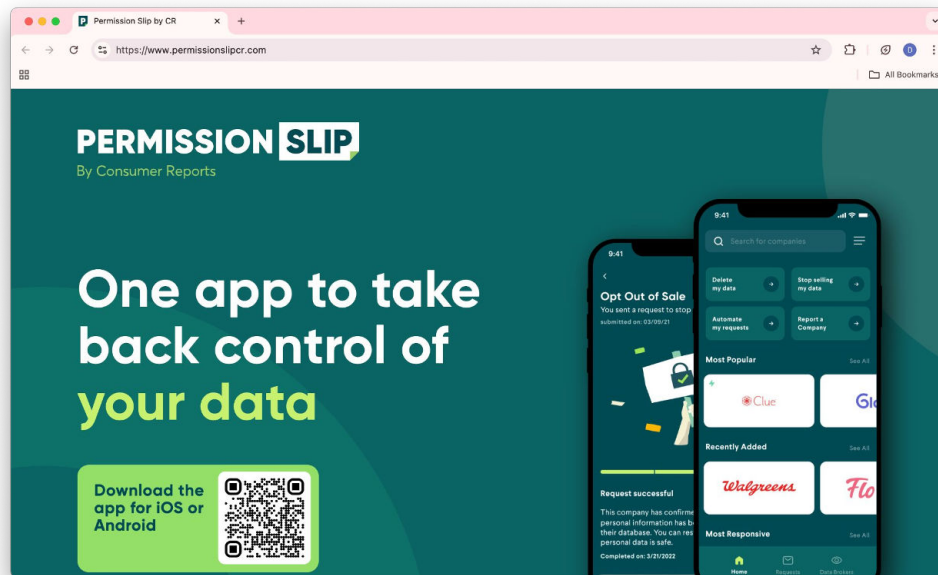 Permission Slip by CR
https://www.permissionslipcr.com
All Bookmarks
PERMISSION SLIP
By Consumer Reports
One app to take
back control of
your data
Download the
app for iOS or
Android
9:41
Opt Out of Sale
You sent a request to stop
submitted on: 03/09/21
Request successful
This company has confirme
personal information has b
their database. You can res
personal data is safe.
Completed on: 3/21/2022
9:41
Search for companies
Delete
my data
Stop selling
my data
Automate
my requests
Report a
Company
Most Popular
See All
Clue
Glo
Recently Added
See All
Walgreens
Flo
Most Responsive
See All
Home
Requests
Data Brokers